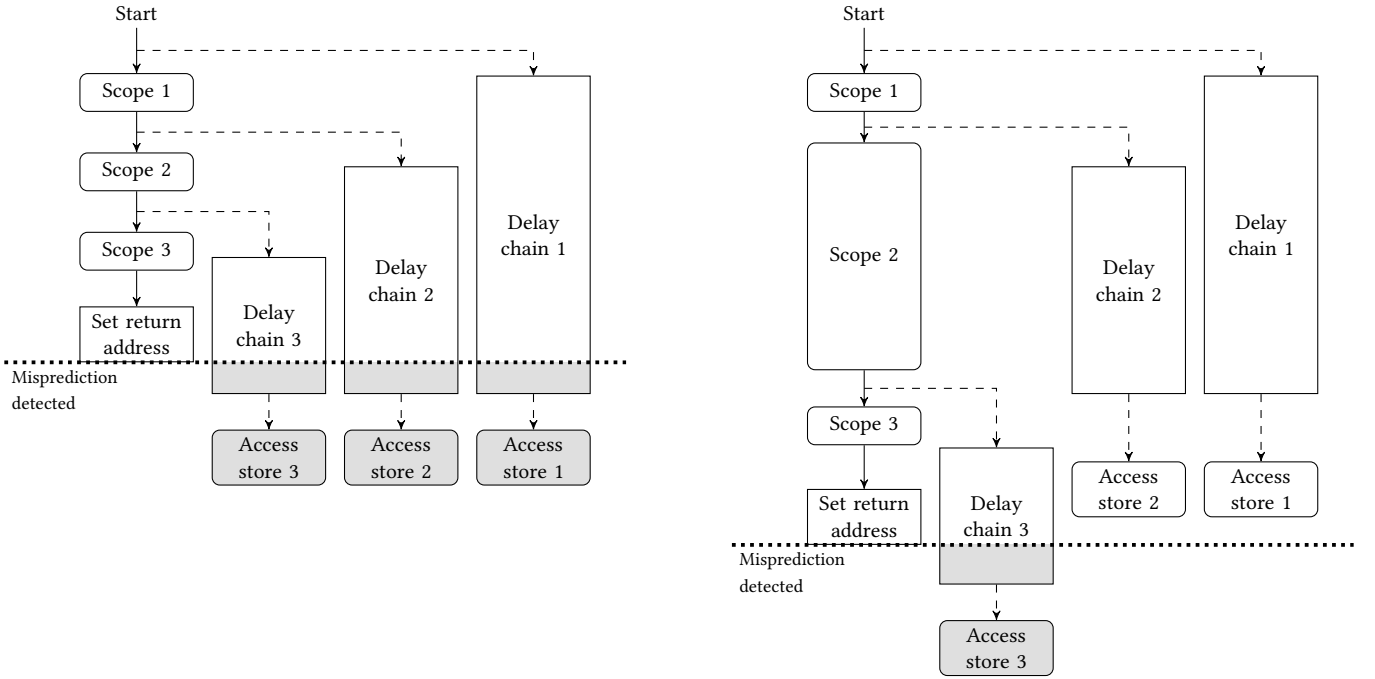 Start
Scope 1
Scope 2
Scope 3
Set return
address
Delay
chain 3
Delay
chain 2
Delay
chain 1
Misprediction
detected
Access
store 3
Access
store 2
Access
store 1
Start
Scope 1
Scope 2
Scope 3
Set return
address
Delay
chain 3
Delay
chain 2
Delay
chain 1
Access
store 2
Access
store 1
Misprediction
detected
Access
store 3